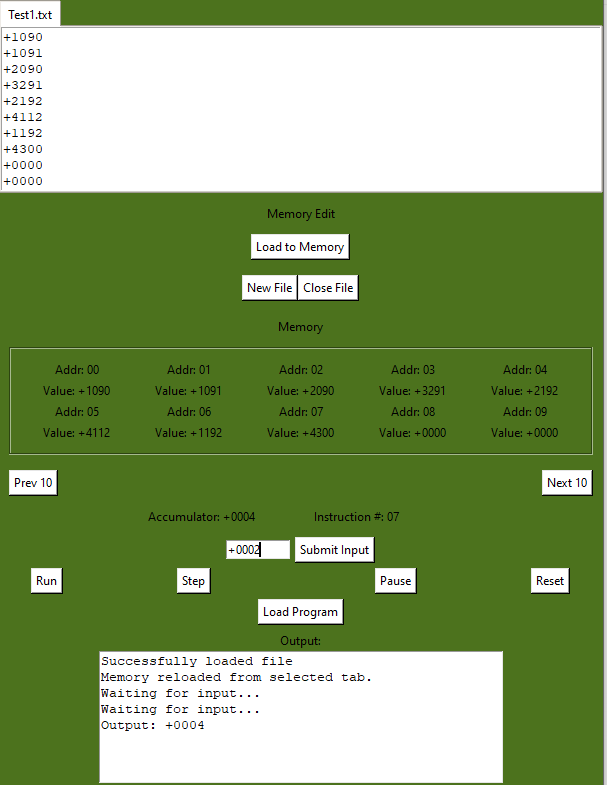 Test1.txt
+1090
+1091
+2090
+3291
+2192
+4112
+1192
+4300
+0000
+0000
Memory Edit
Load to Memory
New File Close File
Memory
Addr: 00 Addr: 01 Addr: 02 Addr: 03 Addr: 04
Value: +1090 Value: +1091 Value: +2090 Value: +3291 Value: +2192
Addr: 05 Addr: 06 Addr: 07 Addr: 08 Addr: 09
Value: +4112 Value: +1192 Value: +4300 Value: +0000 Value: +0000
Prev 10 Next 10
Accumulator: +0004 Instruction #: 07
+0002 Submit Input
Run Step Pause Reset
Load Program
Output:
Successfully loaded file
Memory reloaded from selected tab.
Waiting for input...
Waiting for input...
Output: +0004